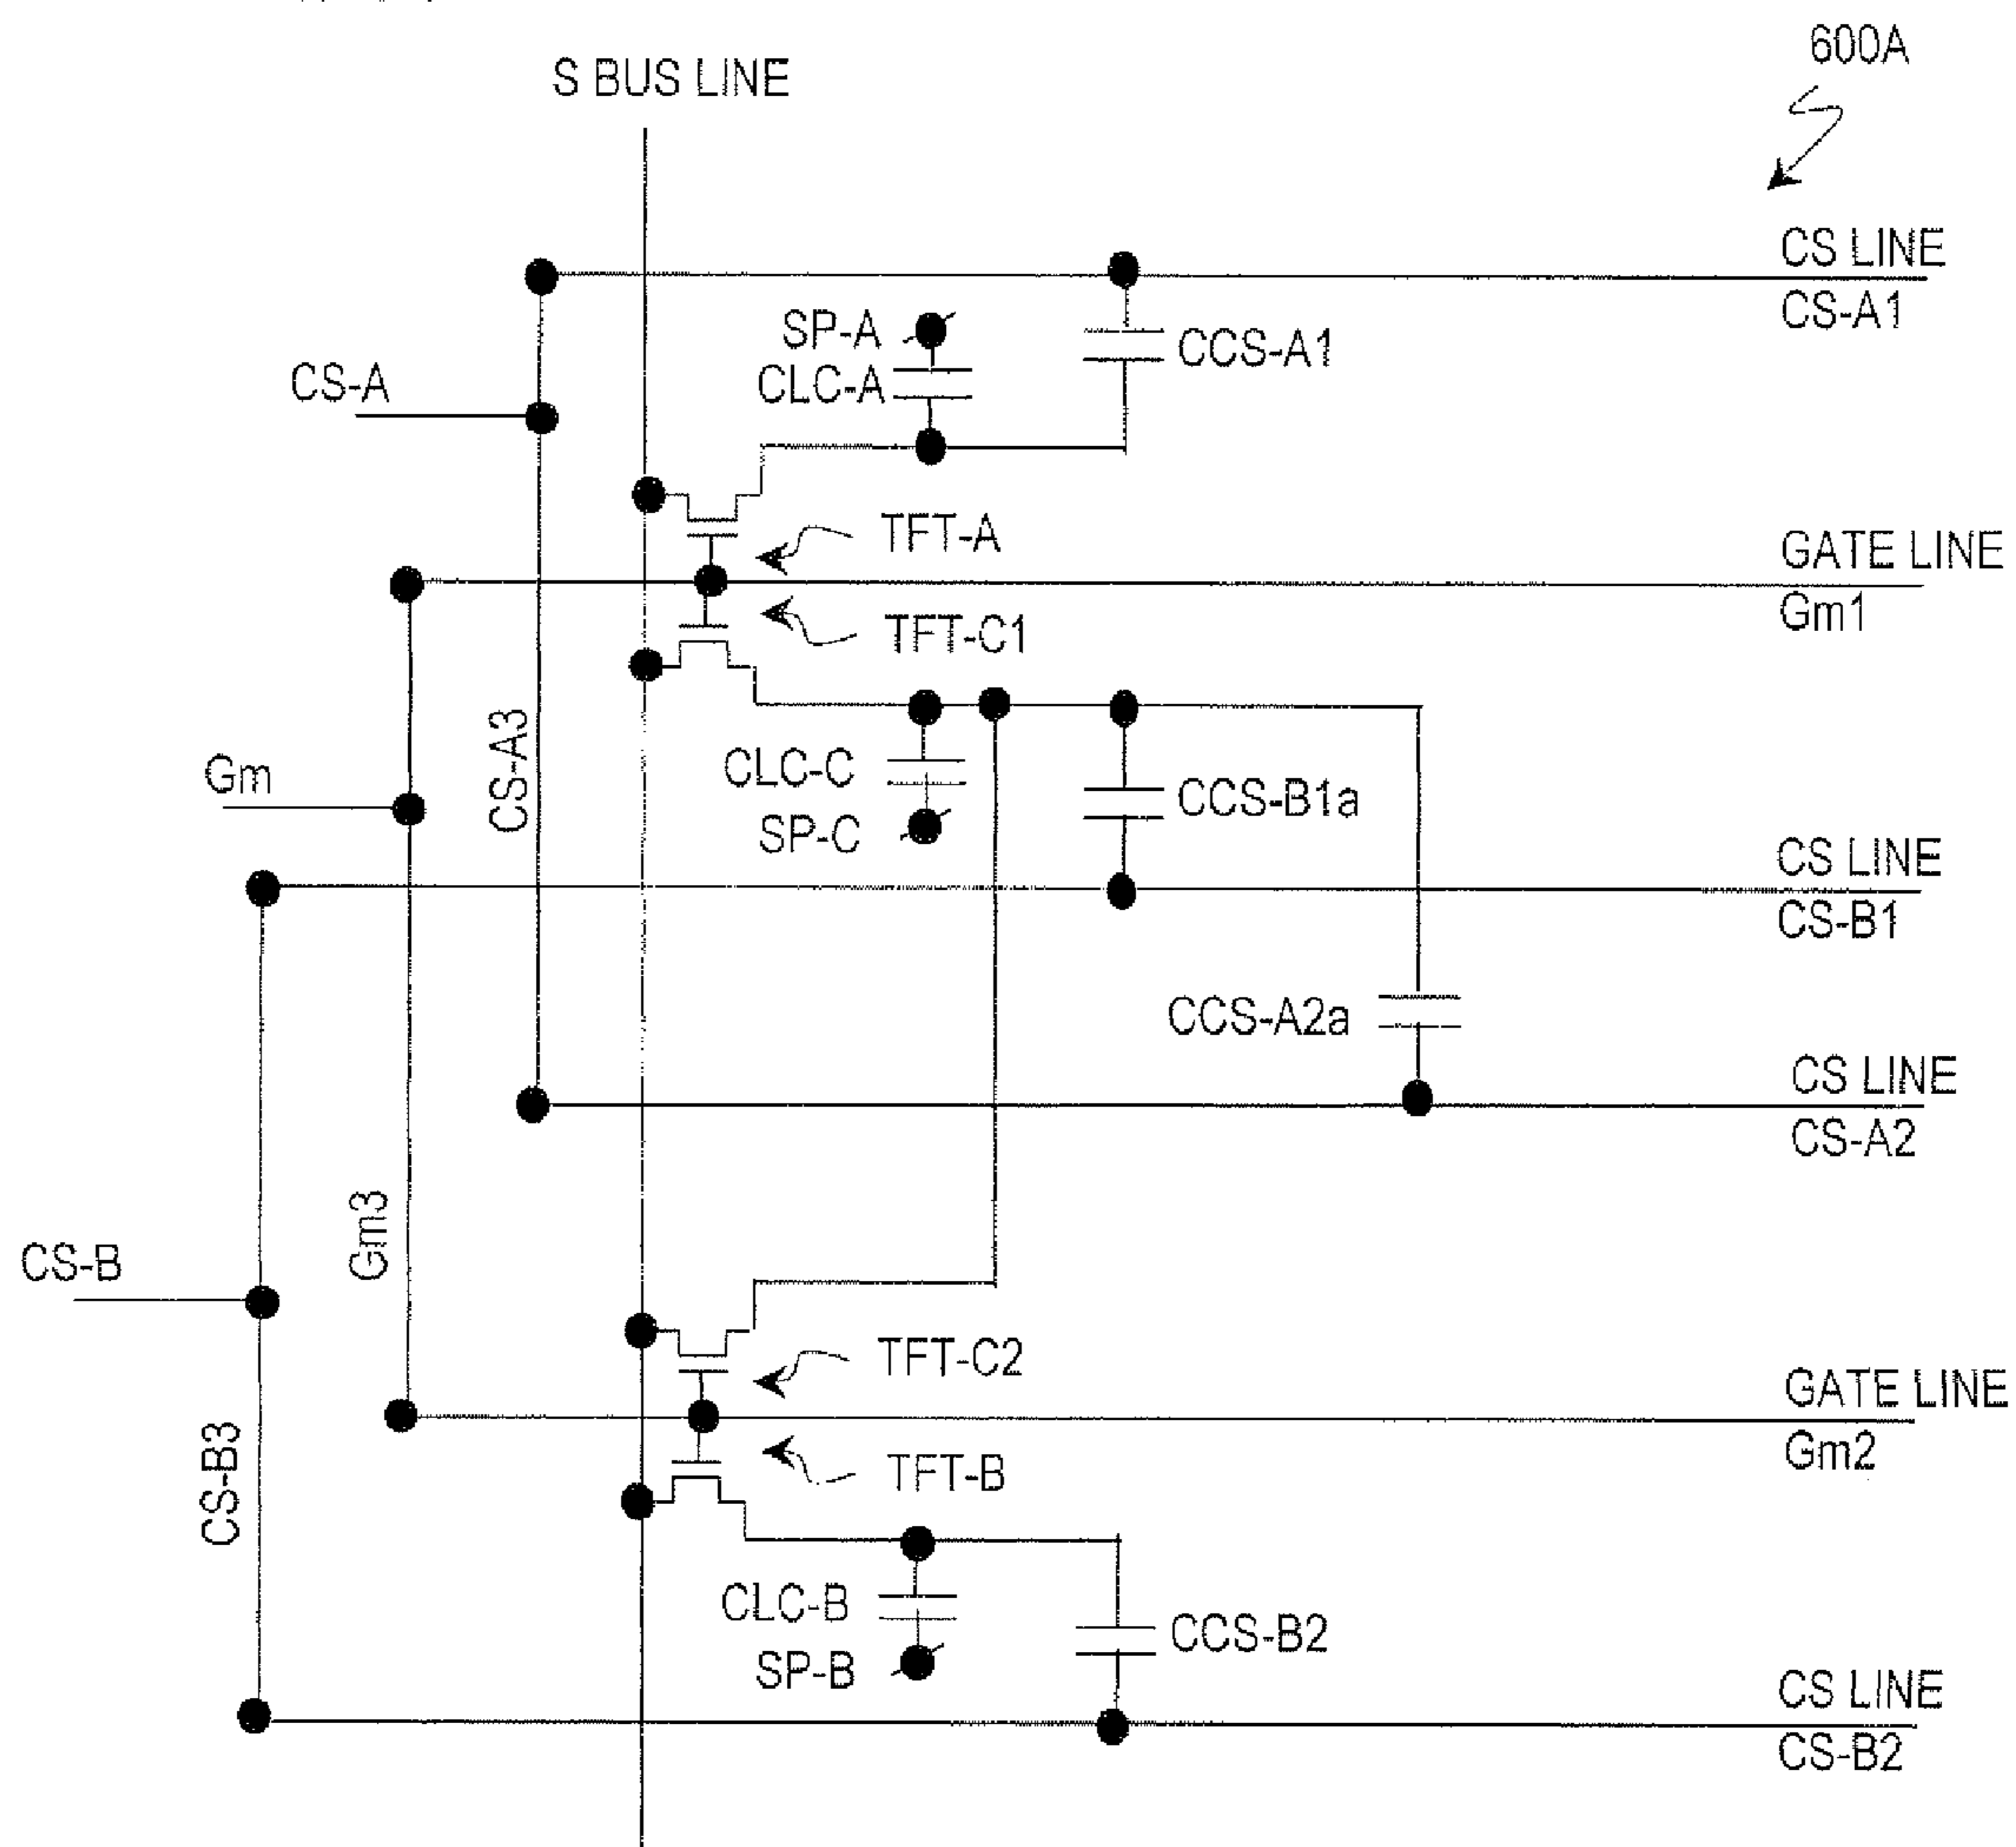 600A
S BUS LINE
CS LINE
CS-A1
SP-A
CCS-A1
CLC-A
CS-A
TFT-A
GATE LINE
Gm1
TFT-C1
CS-A3
Gm
CLC-C
CCS-B1a
SP-C
CS LINE
CS-B1
CCS-A2a
CS LINE
CS-A2
Gm3
CS-B
TFT-C2
GATE LINE
Gm2
CS-B3
TFT-B
CLC-B
CCS-B2
SP-B
CS LINE
CS-B2